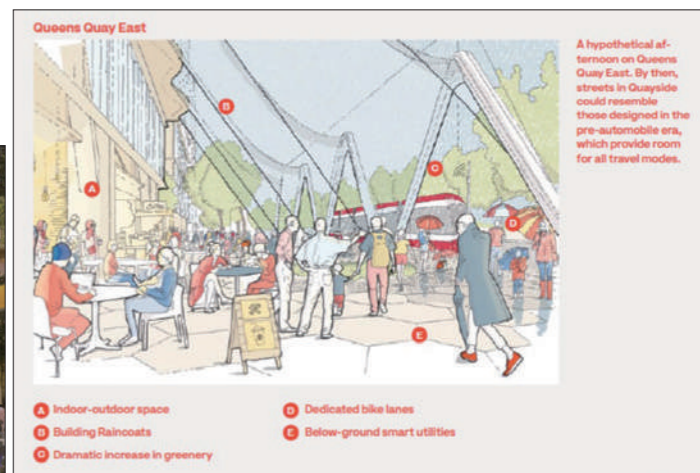 Queens Quay East
A hypothetical af-
ternoon on Queens
Quay East. By then,
streets in Quayside
could resemble
those designed in the
pre-automobile era,
which provide room
for all travel modes.
B
A
C
D
E
A Indoor-outdoor space
B Building Raincoats
C Dramatic increase in greenery
D Dedicated bike lanes
E Below-ground smart utilities